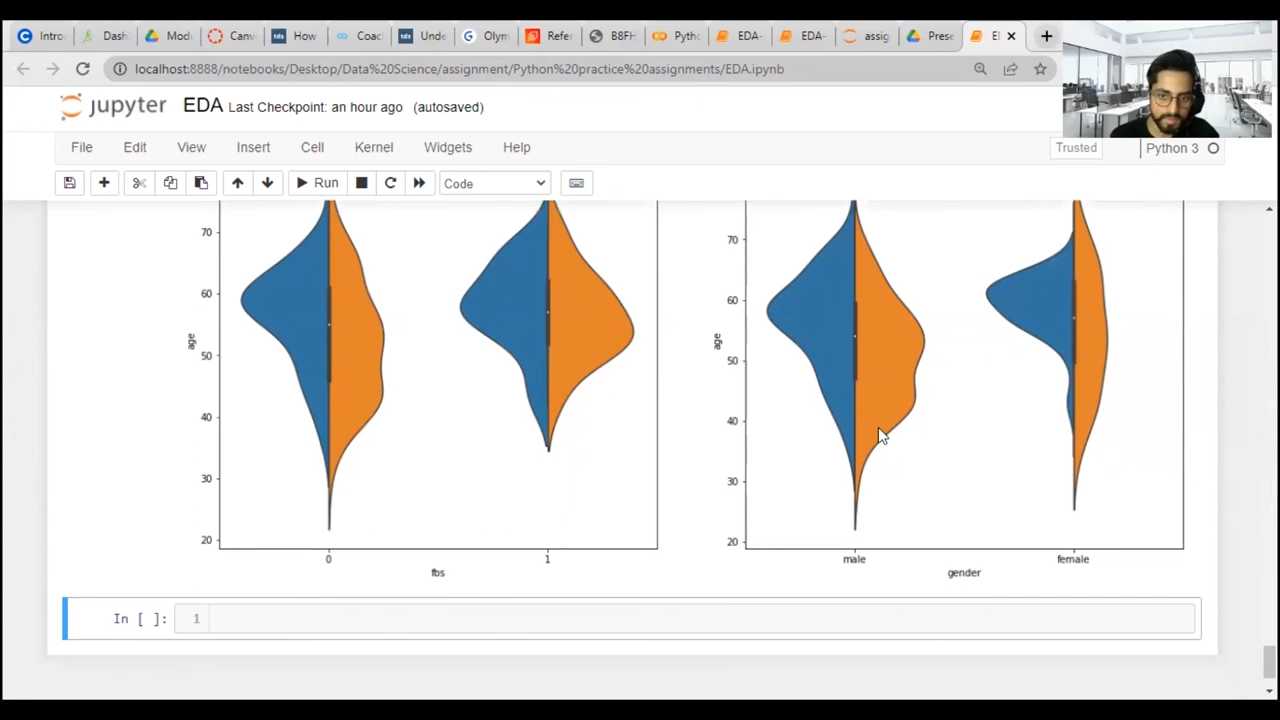 Intro
Dash.
Mod
Canv
How
Coac
Unde
Olym
Refer
B8FH
Pytho
EDA-
EDA-
assig
Prese
localhost:8888/notebooks/Desktop/Data%20Science/assignment/Python%20practice%20assignments/EDA.ipynb
jupyter EDA Last Checkpoint: an hour ago (autosaved)
File Edit View Insert Cell Kernel Widgets Help
Trusted
Python 3
Run
Code
70
60
50
40
30
20
age
0
1
fbs
70
60
50
40
30
20
age
male
female
gender
In [ ]:
1